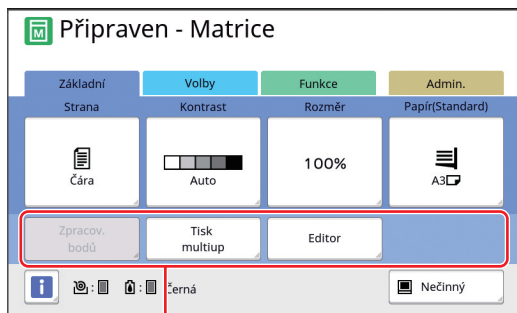 Připraven - Matrice
Základní Volby Funkce Admin.
Strana Kontrast Rozměr Papír(Standard)
Čára Auto 100% A3
Zpracov. bodů
Tisk multiup
Editor
: : Černá Nečinný